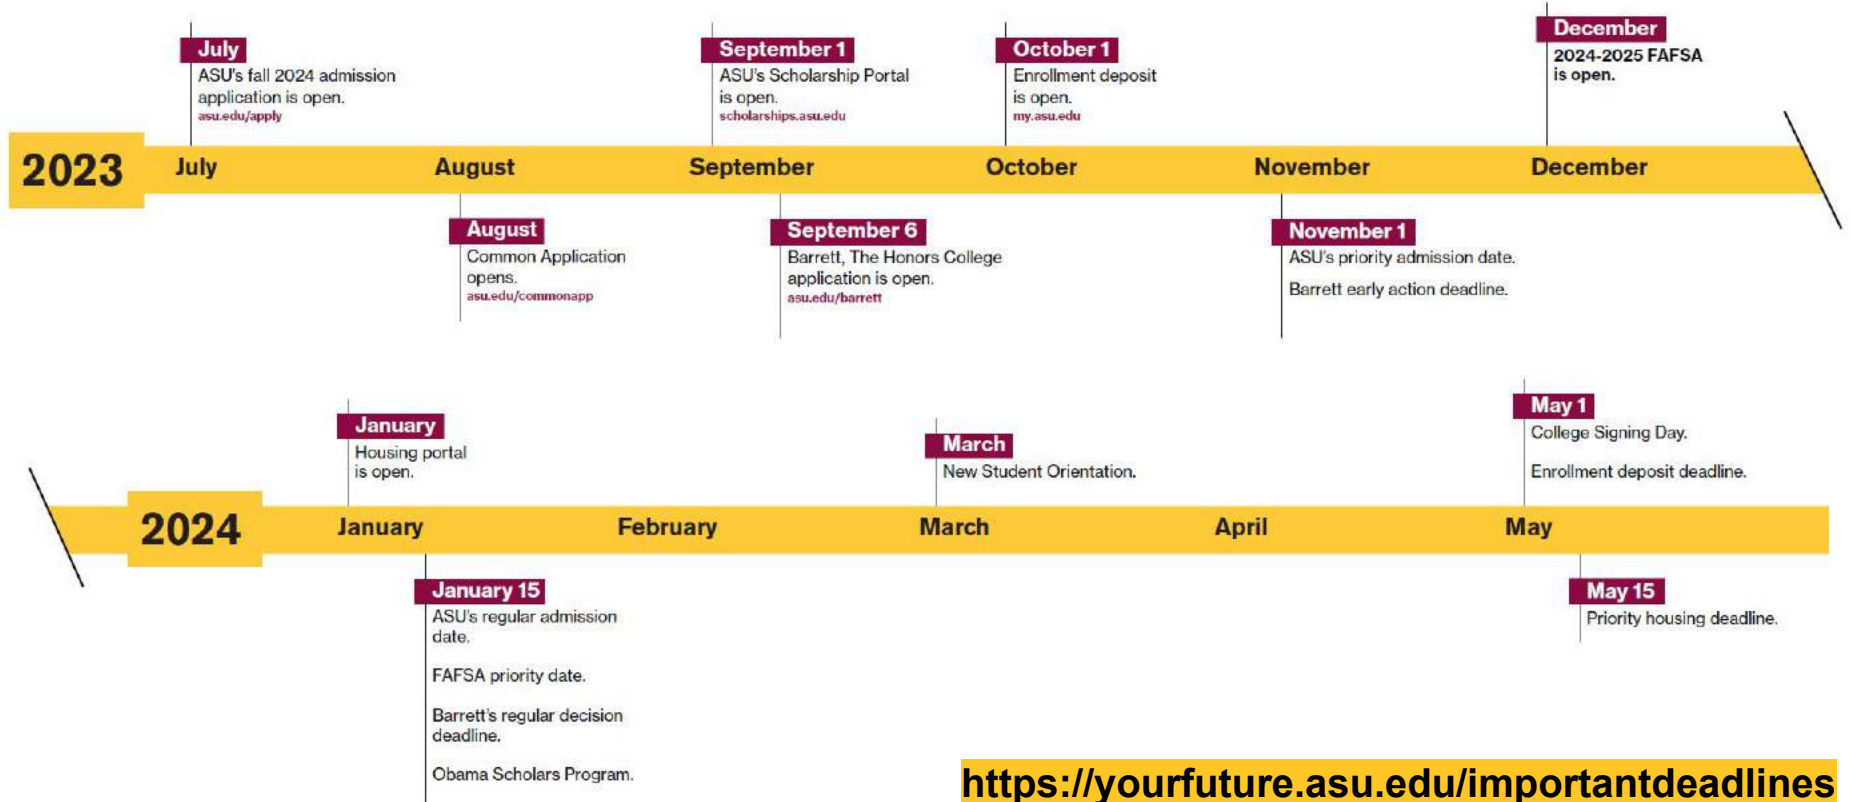 July
ASU's fall 2024 admission
application is open.
asu.edu/apply
September 1
ASU's Scholarship Portal
is open.
scholarships.asu.edu
October 1
Enrollment deposit
is open.
my.asu.edu
December
2024-2025 FAFSA
is open.
2023
July
August
September
October
November
December
August
Common Application
opens.
asu.edu/commonapp
September 6
Barrett, The Honors College
application is open.
asu.edu/barrett
November 1
ASU's priority admission date.
Barrett early action deadline.
January
Housing portal
is open.
March
New Student Orientation.
May 1
College Signing Day.
Enrollment deposit deadline.
2024
January
February
March
April
May
January 15
ASU's regular admission
date.
FAFSA priority date.
Barrett's regular decision
deadline.
Obama Scholars Program.
May 15
Priority housing deadline.
https://yourfuture.asu.edu/importantdeadlines